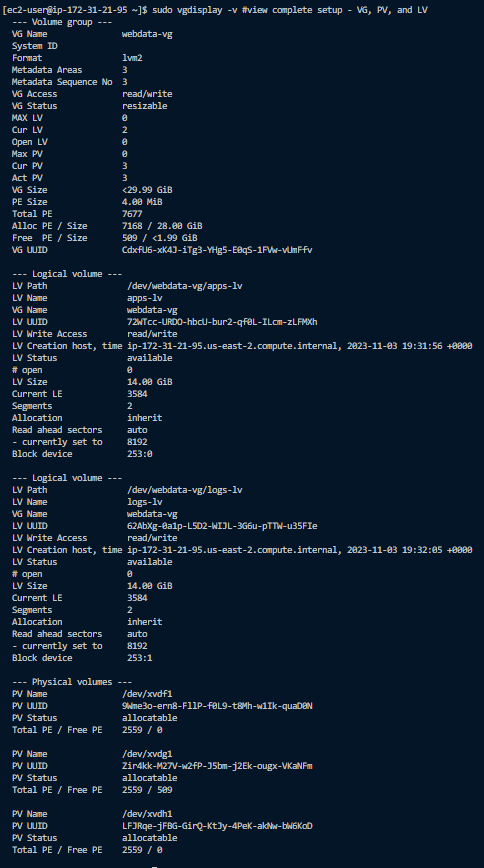 [ec2-user@ip-172-31-21-95 ~]$ sudo vgdisplay -v #view complete setup - VG, PV, and LV
--- Volume group ---
VG Name webdata-vg
System ID
Format lvm2
Metadata Areas 3
Metadata Sequence No 3
VG Access read/write
VG Status resizable
MAX LV 0
Cur LV 2
Open LV 0
Max PV 0
Cur PV 3
Act PV 3
VG Size <29.99 GiB
PE Size 4.00 MiB
Total PE 7677
Alloc PE / Size 7168 / 28.00 GiB
Free PE / Size 509 / <1.99 GiB
VG UUID CdxfU6-xK4J-iTg3-YHg5-E0qS-1FVw-vUmFfv
--- Logical volume ---
LV Path /dev/webdata-vg/apps-lv
LV Name apps-lv
VG Name webdata-vg
LV UUID 72WTcc-URDO-hbcU-bur2-qf0L-ILcm-zLFMXh
LV Write Access read/write
LV Creation host, time ip-172-31-21-95.us-east-2.compute.internal, 2023-11-03 19:31:56 +0000
LV Status available
# open 0
LV Size 14.00 GiB
Current LE 3584
Segments 2
Allocation inherit
Read ahead sectors auto
- currently set to 8192
Block device 253:0
--- Logical volume ---
LV Path /dev/webdata-vg/logs-lv
LV Name logs-lv
VG Name webdata-vg
LV UUID 62AbXg-0a1p-L5D2-WIJL-3G6u-pTTW-u35FIe
LV Write Access read/write
LV Creation host, time ip-172-31-21-95.us-east-2.compute.internal, 2023-11-03 19:32:05 +0000
LV Status available
# open 0
LV Size 14.00 GiB
Current LE 3584
Segments 2
Allocation inherit
Read ahead sectors auto
- currently set to 8192
Block device 253:1
--- Physical volumes ---
PV Name /dev/xvdf1
PV UUID 9Wme3o-ern8-FllP-f0L9-t8Mh-w1Ik-quaD0N
PV Status allocatable
Total PE / Free PE 2559 / 0
PV Name /dev/xvdg1
PV UUID Zir4kk-M27V-w2fP-J5bm-j2Ek-ougx-VKaNFm
PV Status allocatable
Total PE / Free PE 2559 / 509
PV Name /dev/xvdh1
PV UUID LFJRqe-jFBG-GirQ-KtJy-4PeK-akNw-bW6KoD
PV Status allocatable
Total PE / Free PE 2559 / 0